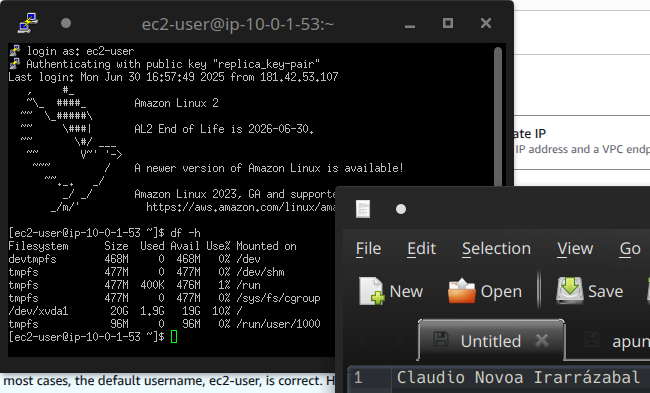 ec2-user@ip-10-0-1-53:~
login as: ec2-user
Authenticating with public key "replica_key-pair"
Last login: Mon Jun 30 16:57:49 2025 from 181.42.53.107
   ,     #_
   ~\_  ####_        Amazon Linux 2
  ~~  \_#####\
  ~~     \###|       AL2 End of Life is 2026-06-30.
  ~~       \#/ ___
   ~~       V~' '->
    ~~~         /    A newer version of Amazon Linux is available!
      ~~._.   _/
         _/ _/       Amazon Linux 2023, GA and supporte
       _/m/'           https://aws.amazon.com/linux/ama
[ec2-user@ip-10-0-1-53 ~]$ df -h
Filesystem      Size  Used Avail Use% Mounted on
devtmpfs        468M     0  468M   0% /dev
tmpfs           477M     0  477M   0% /dev/shm
tmpfs           477M  400K  476M   1% /run
tmpfs           477M     0  477M   0% /sys/fs/cgroup
/dev/xvda1       20G  1.9G   19G  10% /
tmpfs            96M     0   96M   0% /run/user/1000
[ec2-user@ip-10-0-1-53 ~]$
ate IP
IP address and a VPC endp
File Edit Selection View Go
New Open Save
Untitled apun
1 Claudio Novoa Irarrázabal
most cases, the default username, ec2-user, is correct. H